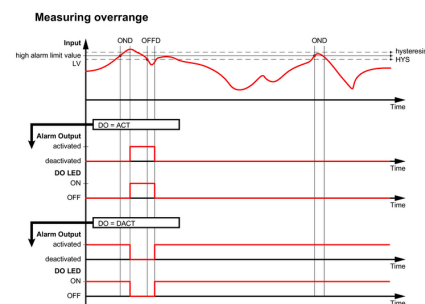 Measuring overrange
Input
OND OFFD OND
high alarm limit value
LV
hysteresis
HYS
Time
DO = ACT
Alarm Output
activated
deactivated
Time
DO LED
ON
OFF
Time
DO = DACT
Alarm Output
activated
deactivated
Time
DO LED
ON
OFF
Time